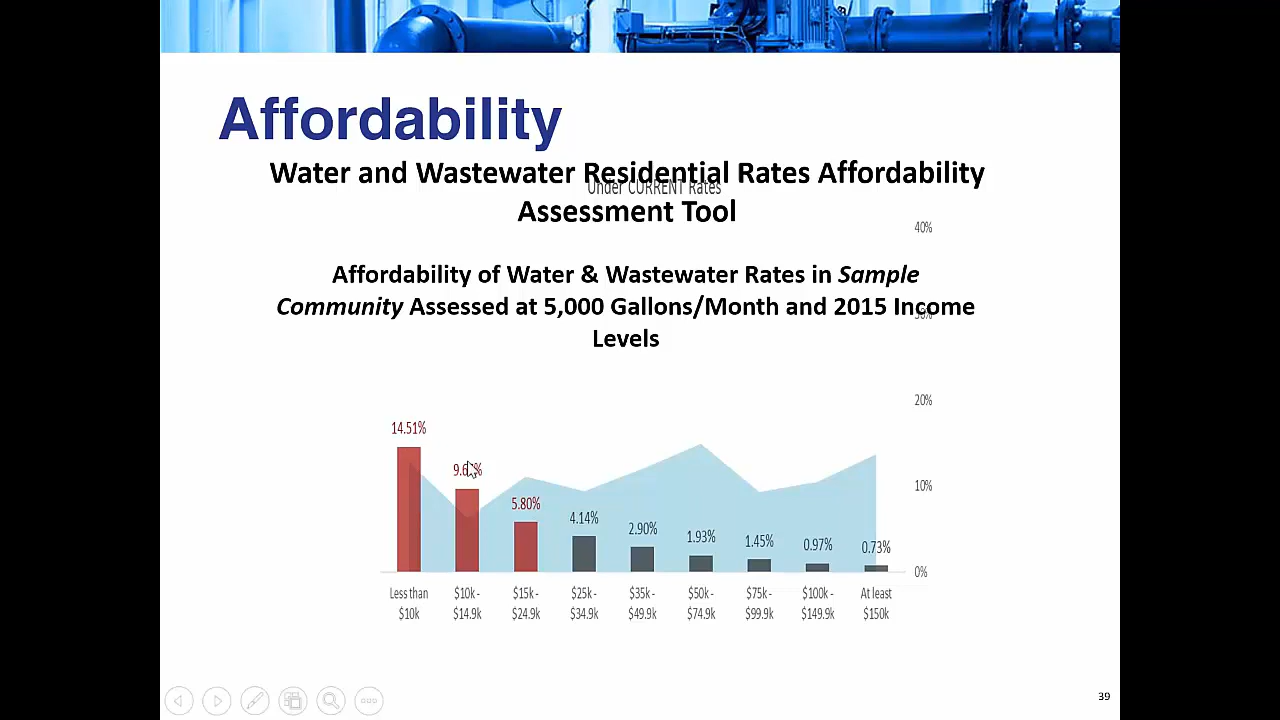 Affordability
Water and Wastewater Residential Rates Affordability
Under CURRENT Rates
Assessment Tool
40%
Affordability of Water & Wastewater Rates in Sample
Community Assessed at 5,000 Gallons/Month and 2015 Income
Levels
20%
14.51%
5.80%
4.14%
2.90%
1.93%
1.45%
0.97%
0.73%
10%
0%
Less than $10k
$10k - $14.9k
$15k - $24.9k
$25k - $34.9k
$35k - $49.9k
$50k - $74.9k
$75k - $99.9k
$100k - $149.9k
At least $150k
39